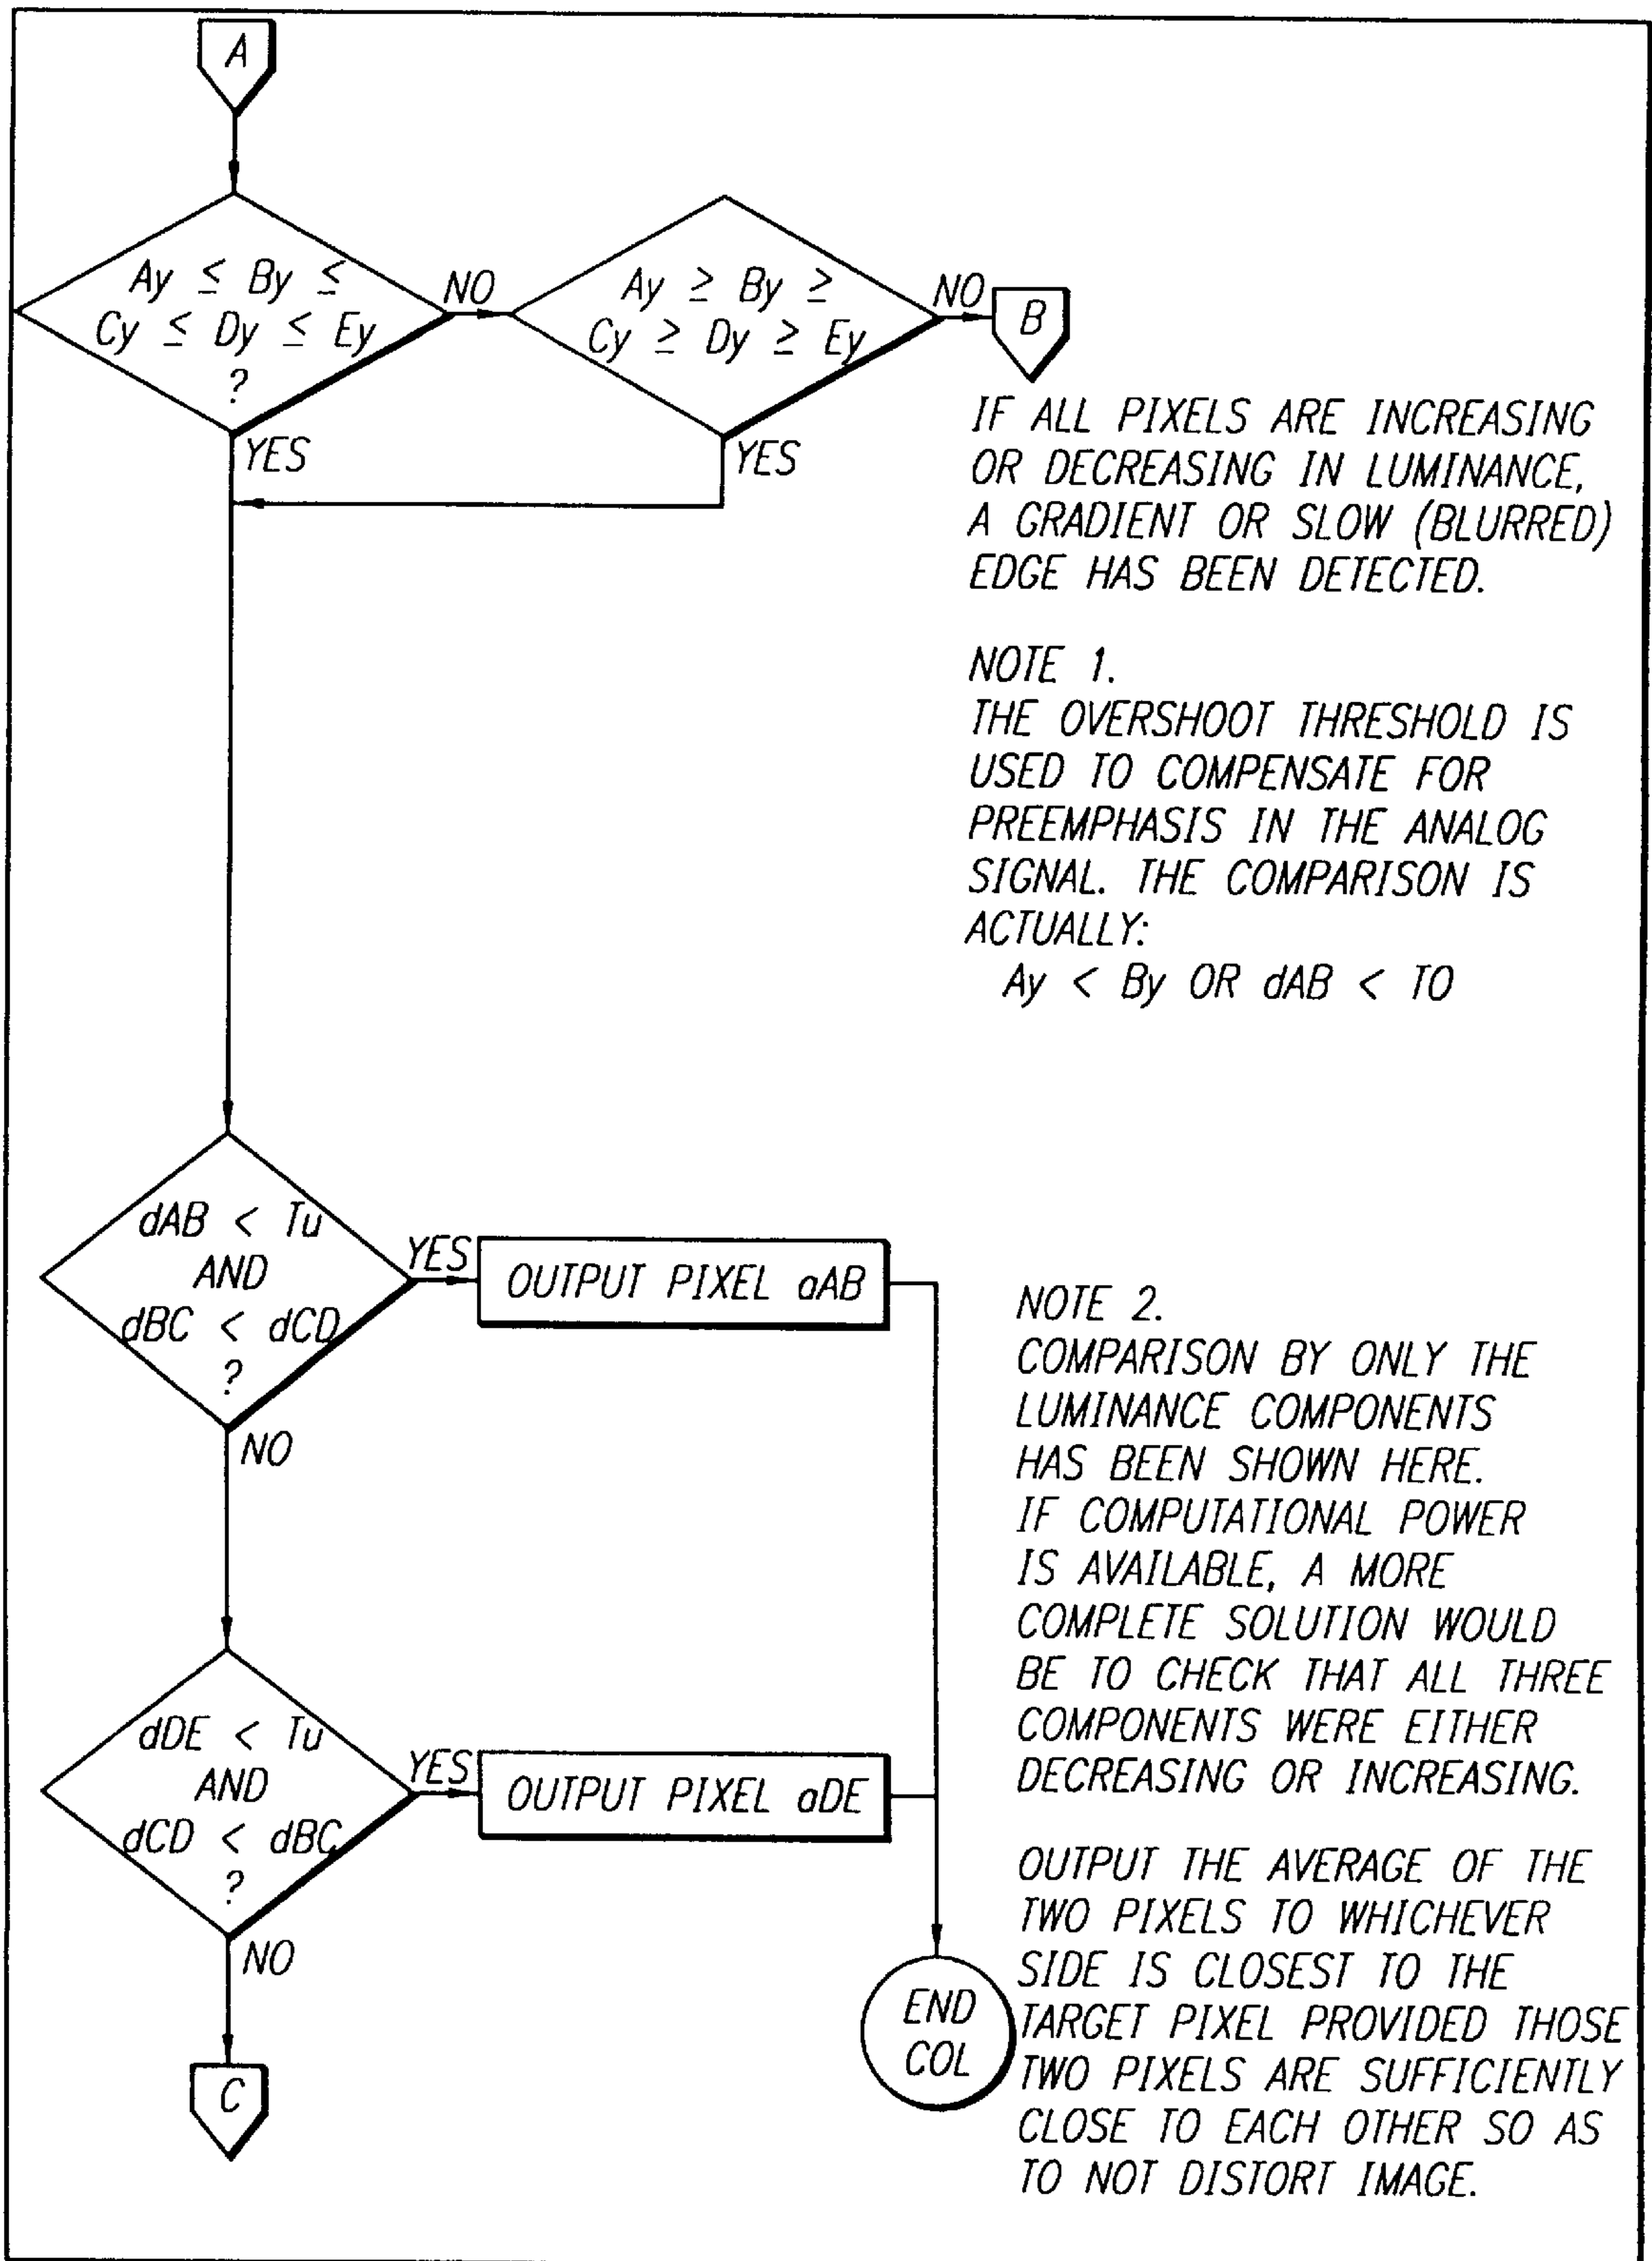 A
Ay ≤ By ≤
Cy ≤ Dy ≤ Ey
?
NO
YES
Ay ≥ By ≥
Cy ≥ Dy ≥ Ey
NO
YES
B
IF ALL PIXELS ARE INCREASING
OR DECREASING IN LUMINANCE,
A GRADIENT OR SLOW (BLURRED)
EDGE HAS BEEN DETECTED.
NOTE 1.
THE OVERSHOOT THRESHOLD IS
USED TO COMPENSATE FOR
PREEMPHASIS IN THE ANALOG
SIGNAL. THE COMPARISON IS
ACTUALLY:
Ay < By OR dAB < TO
dAB < Tu
AND
dBC < dCD
?
YES
NO
OUTPUT PIXEL aAB
NOTE 2.
COMPARISON BY ONLY THE
LUMINANCE COMPONENTS
HAS BEEN SHOWN HERE.
IF COMPUTATIONAL POWER
IS AVAILABLE, A MORE
COMPLETE SOLUTION WOULD
BE TO CHECK THAT ALL THREE
COMPONENTS WERE EITHER
DECREASING OR INCREASING.
dDE < Tu
AND
dCD < dBC
?
YES
NO
OUTPUT PIXEL aDE
OUTPUT THE AVERAGE OF THE
TWO PIXELS TO WHICHEVER
SIDE IS CLOSEST TO THE
TARGET PIXEL PROVIDED THOSE
TWO PIXELS ARE SUFFICIENTLY
CLOSE TO EACH OTHER SO AS
TO NOT DISTORT IMAGE.
END
COL
C